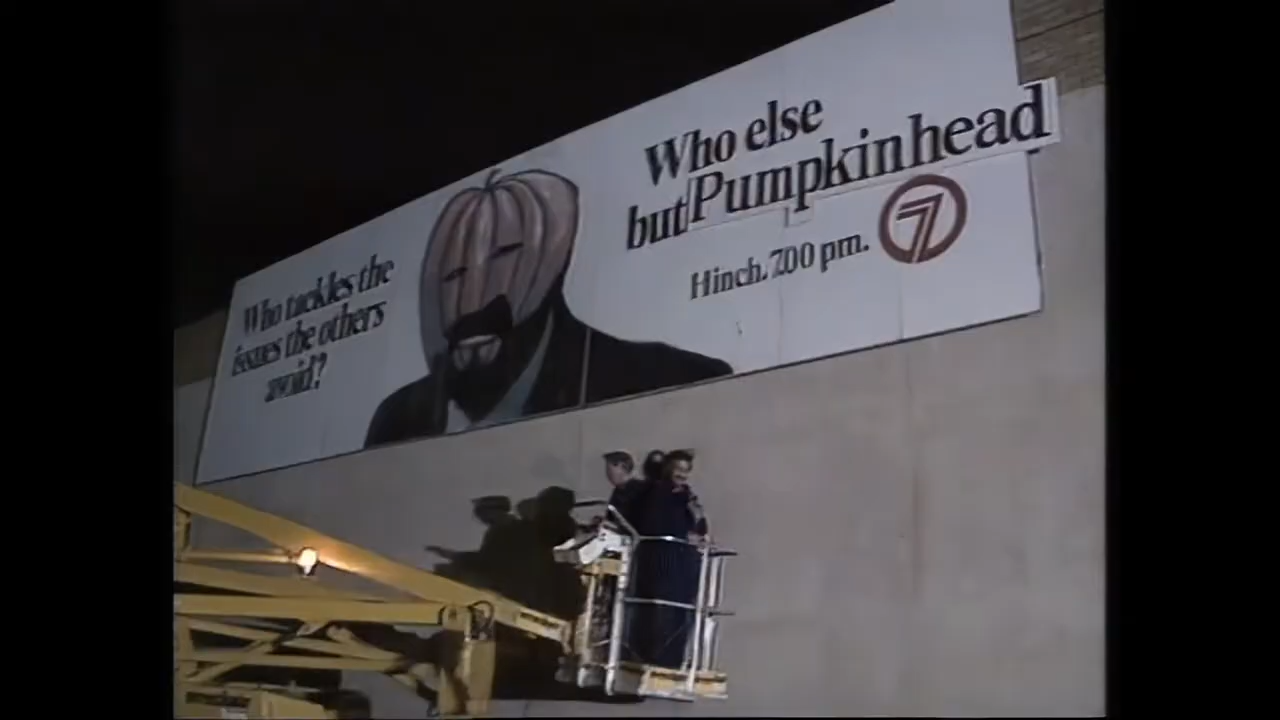 Who tackles the
issues the others
avoid?
Who else
but Pumpkinhead
Hinch. 7.00 pm.
7